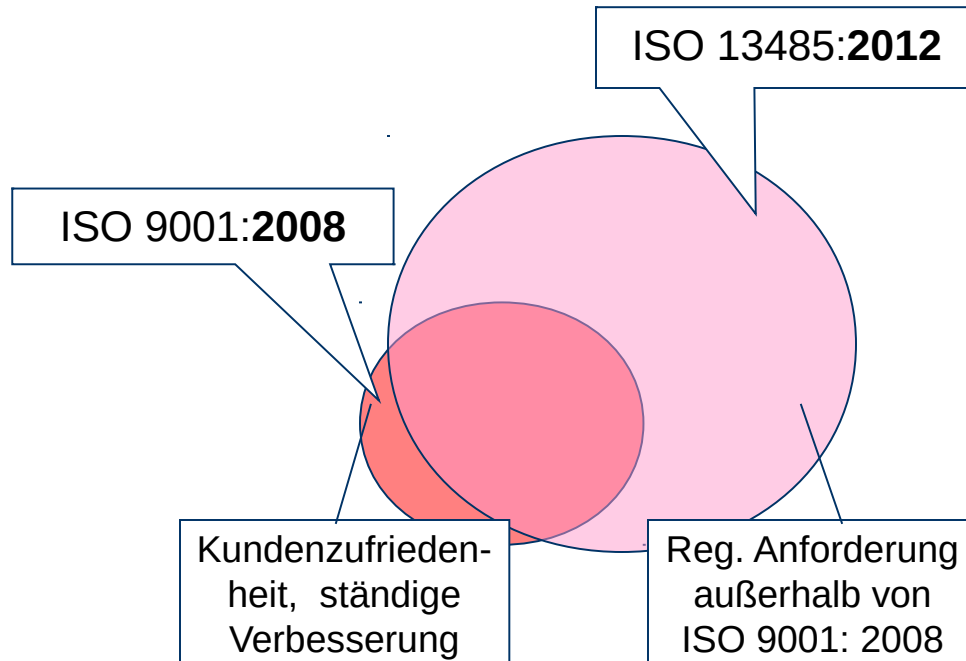 ISO 13485:2012
ISO 9001:2008
Kundenzufrieden-
heit, ständige
Verbesserung
Reg. Anforderung
außerhalb von
ISO 9001: 2008